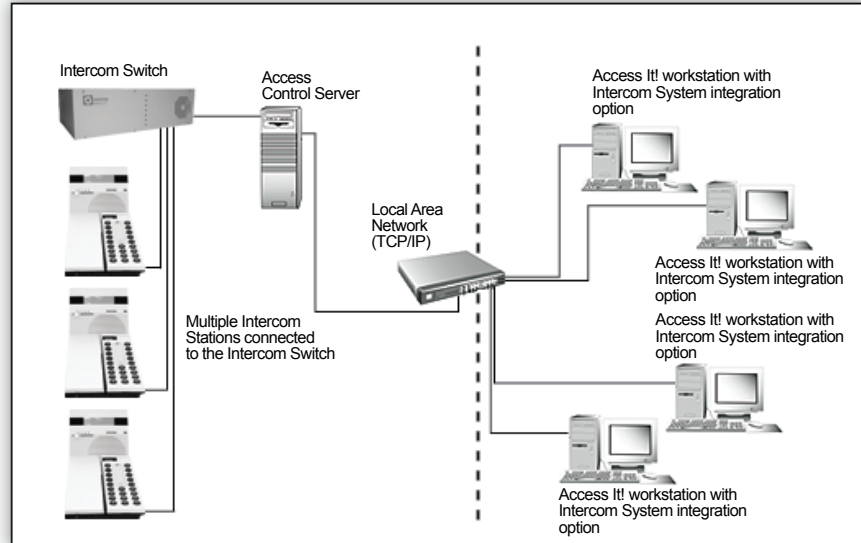 Intercom Switch
Access
Control Server
Access It! workstation with
Intercom System integration
option
Local Area
Network
(TCP/IP)
Access It! workstation with
Intercom System integration
option
Multiple Intercom
Stations connected
to the Intercom Switch
Access It! workstation with
Intercom System integration
option
Access It! workstation with
Intercom System integration
option